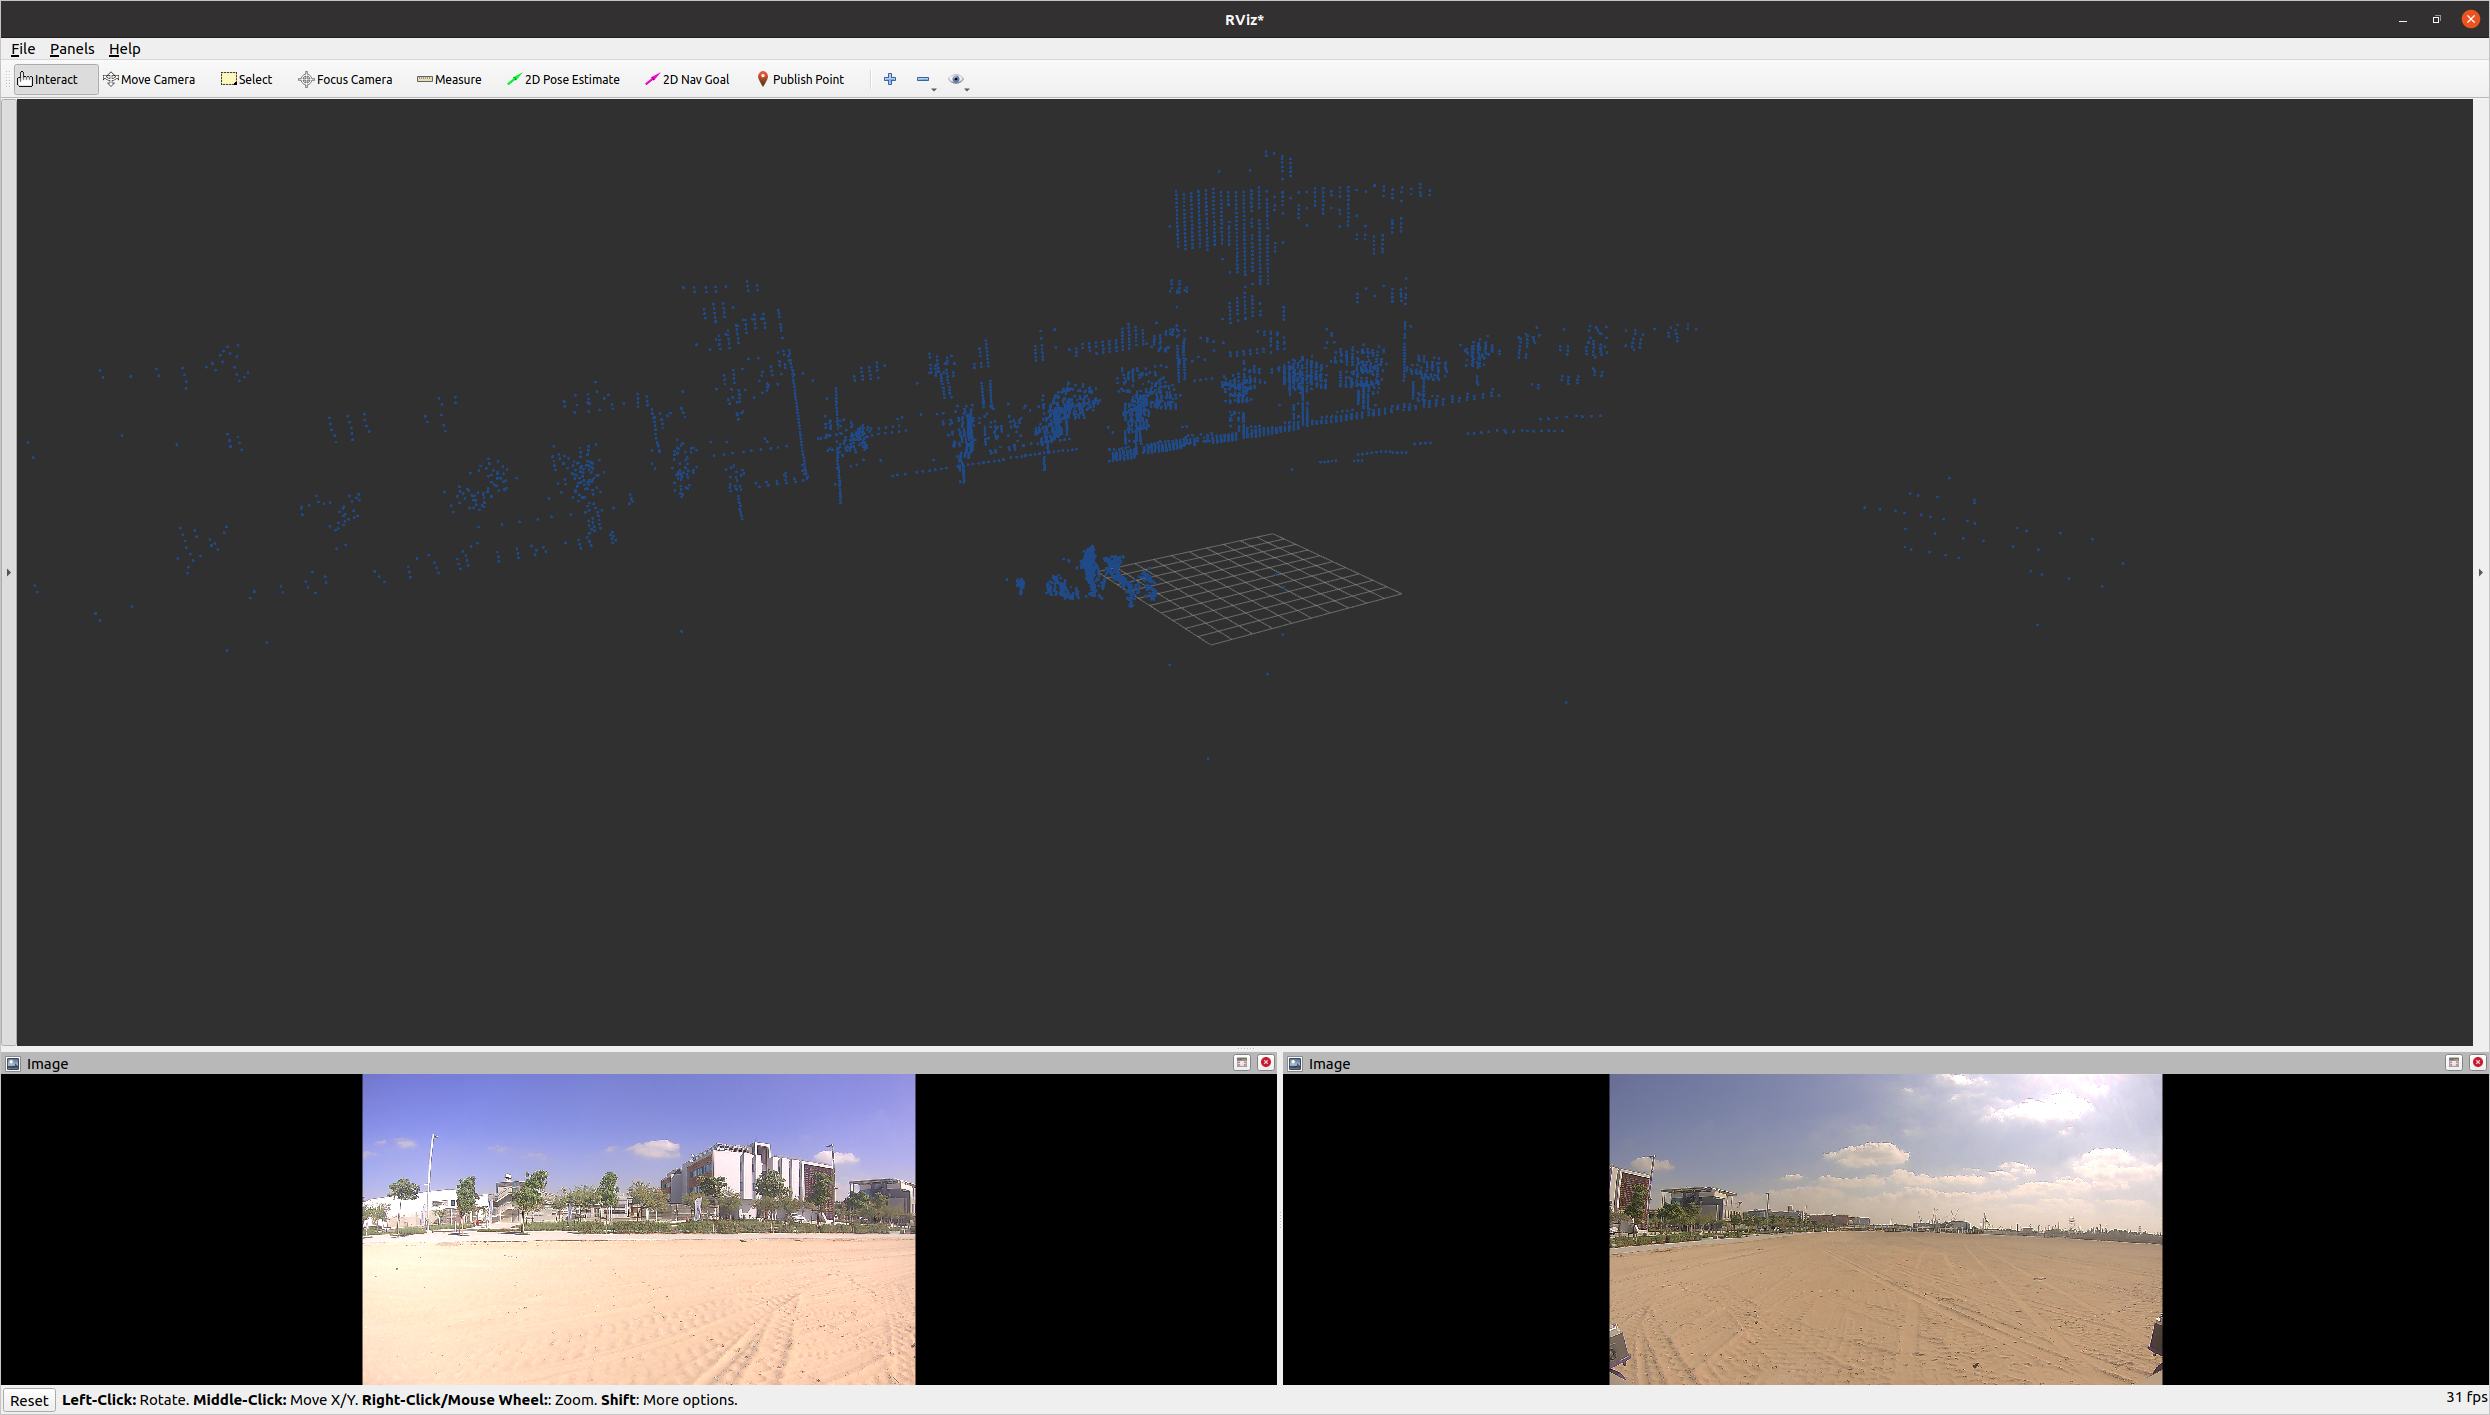 RViz*
File Panels Help
Interact Move Camera Select Focus Camera Measure 2D Pose Estimate 2D Nav Goal Publish Point
Image
Image
Reset Left-Click: Rotate. Middle-Click: Move X/Y. Right-Click/Mouse Wheel:: Zoom. Shift: More options.
31 fps